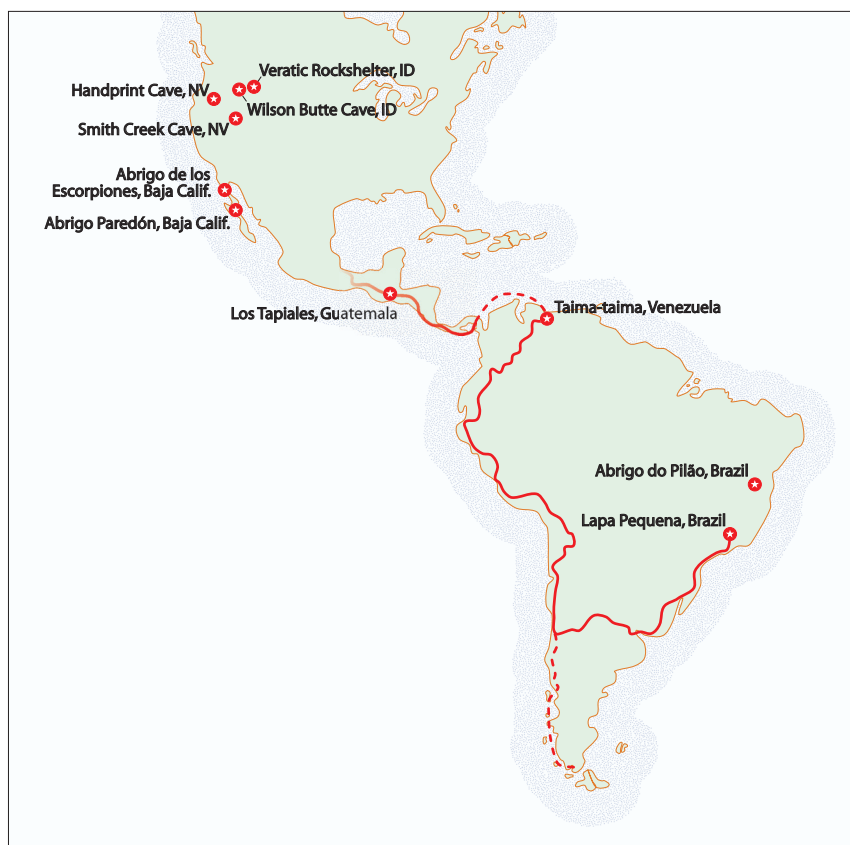 Veratic Rockshelter, ID
Handprint Cave, NV
Wilson Butte Cave, ID
Smith Creek Cave, NV
Abrigo de los
Escorpiones, Baja Calif.
Abrigo Paredón, Baja Calif.
Los Tapiales, Guatemala
Taima-taima, Venezuela
Abrigo do Pilão, Brazil
Lapa Pequena, Brazil